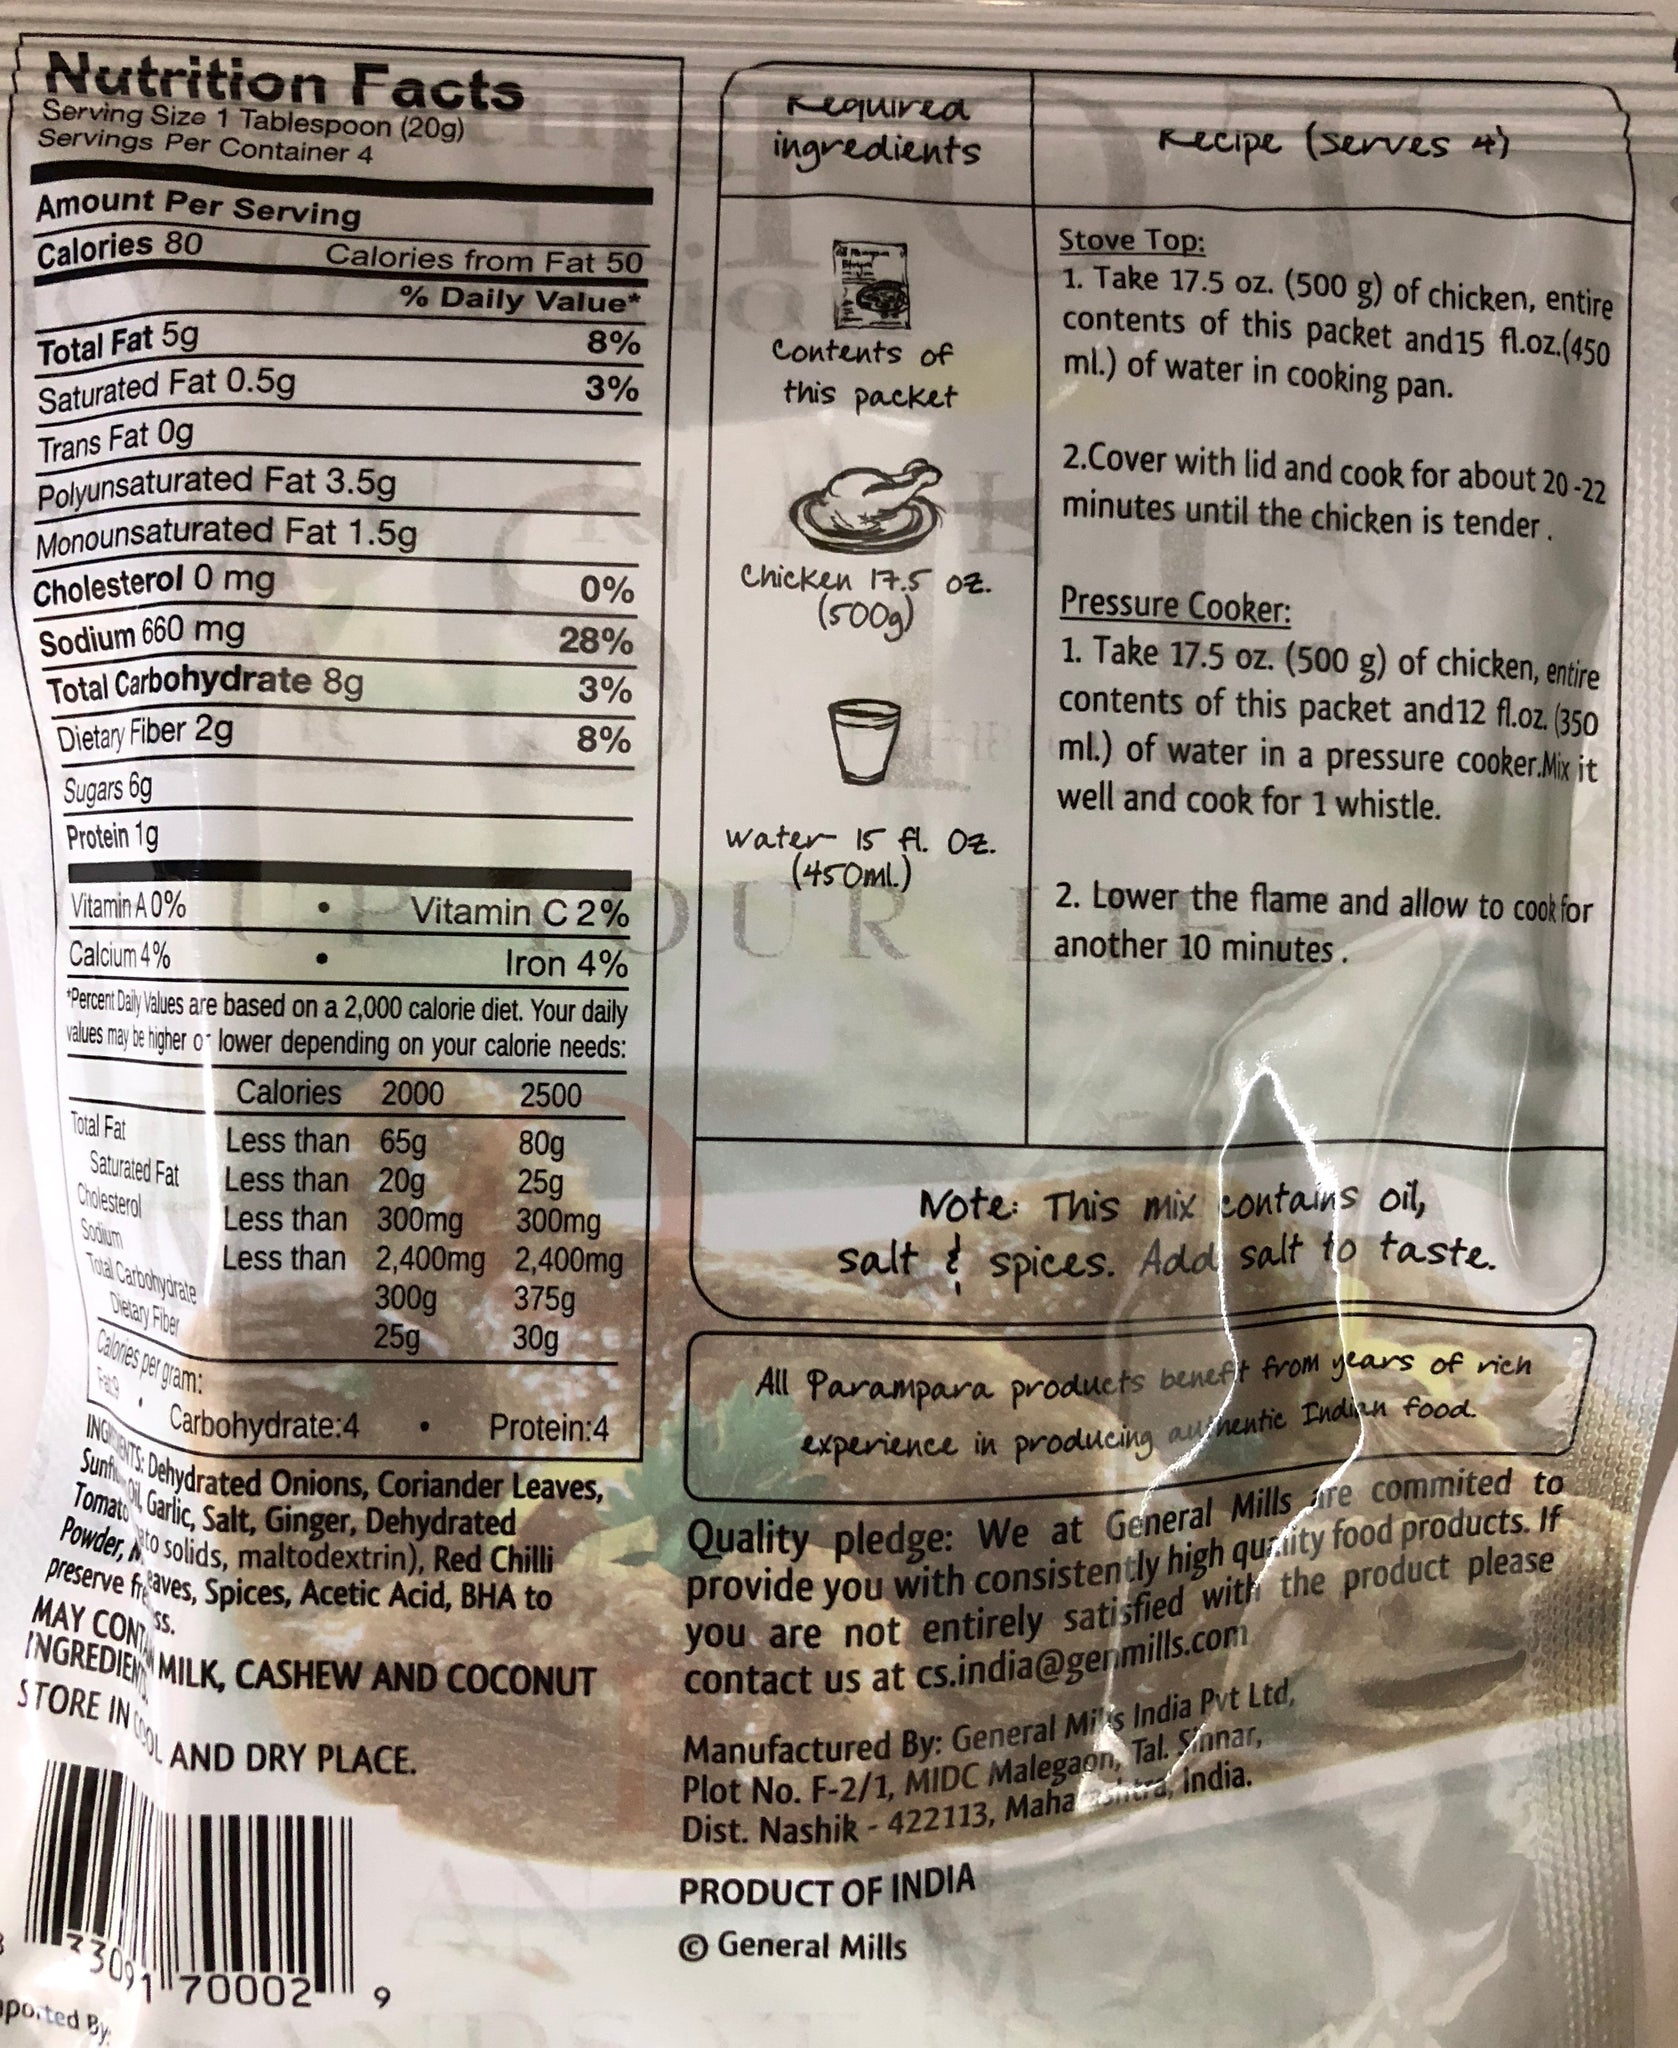 Nutrition Facts
Serving Size 1 Tablespoon (20g)
Servings Per Container 4
Amount Per Serving
Calories 80 Calories from Fat 50
% Daily Value*
Total Fat 5g 8%
Saturated Fat 0.5g 3%
Trans Fat 0g
Polyunsaturated Fat 3.5g
Monounsaturated Fat 1.5g
Cholesterol 0 mg 0%
Sodium 660 mg 28%
Total Carbohydrate 8g 3%
Dietary Fiber 2g 8%
Sugars 6g
Protein 1g
Vitamin A 0% • Vitamin C 2%
Calcium 4% • Iron 4%
*Percent Daily Values are based on a 2,000 calorie diet. Your daily
values may be higher or lower depending on your calorie needs:
Calories 2000 2500
Total Fat Less than 65g 80g
Saturated Fat Less than 20g 25g
Cholesterol Less than 300mg 300mg
Sodium Less than 2,400mg 2,400mg
Total Carbohydrate 300g 375g
Dietary Fiber 25g 30g
Calories per gram:
Fat:9 • Carbohydrate:4 • Protein:4
INGREDIENTS: Dehydrated Onions, Coriander Leaves,
Oil, Garlic, Salt, Ginger, Dehydrated
Tomato solids, maltodextrin), Red Chilli
Powder, Spices, Acetic Acid, BHA to
preserve
MAY CONTAIN MILK, CASHEW AND COCONUT
INGREDIENTS.
STORE IN COOL AND DRY PLACE.
33091 70002 9
By:
Required
ingredients
Contents of
this packet
Chicken 17.5 oz.
(500g)
Water 15 fl. oz.
(450ml.)
Recipe (serves 4)
Stove Top:
1. Take 17.5 oz. (500 g) of chicken, entire
contents of this packet and15 fl.oz.(450
ml.) of water in cooking pan.
2.Cover with lid and cook for about 20-22
minutes until the chicken is tender.
Pressure Cooker:
1. Take 17.5 oz. (500 g) of chicken, entire
contents of this packet and12 fl.oz. (350
ml.) of water in a pressure cooker.Mix it
well and cook for 1 whistle.
2. Lower the flame and allow to cook for
another 10 minutes.
Note: This mix contains oil,
salt & spices. Add salt to taste.
All Parampara products benefit from years of rich
experience in producing authentic Indian food.
Quality pledge: We at General Mills are commited to
provide you with consistently high quality food products. If
you are not entirely satisfied with the product please
contact us at cs.india@genmills.com
Manufactured By: General Mills India Pvt Ltd,
Plot No. F-2/1, MIDC Malegaon, Tal. Sinnar,
Dist. Nashik - 422113, Maharashtra, India.
PRODUCT OF INDIA
© General Mills